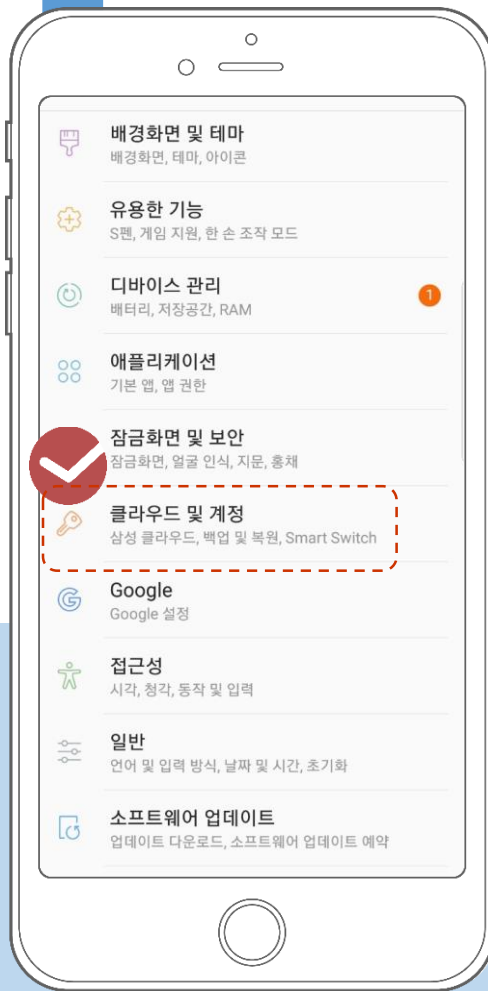 배경화면 및 테마
배경화면, 테마, 아이콘
유용한 기능
S펜, 게임 지원, 한 손 조작 모드
디바이스 관리
배터리, 저장공간, RAM
1
애플리케이션
기본 앱, 앱 권한
잠금화면 및 보안
잠금화면, 얼굴 인식, 지문, 홍채
클라우드 및 계정
삼성 클라우드, 백업 및 복원, Smart Switch
Google
Google 설정
접근성
시각, 청각, 동작 및 입력
일반
언어 및 입력 방식, 날짜 및 시간, 초기화
소프트웨어 업데이트
업데이트 다운로드, 소프트웨어 업데이트 예약